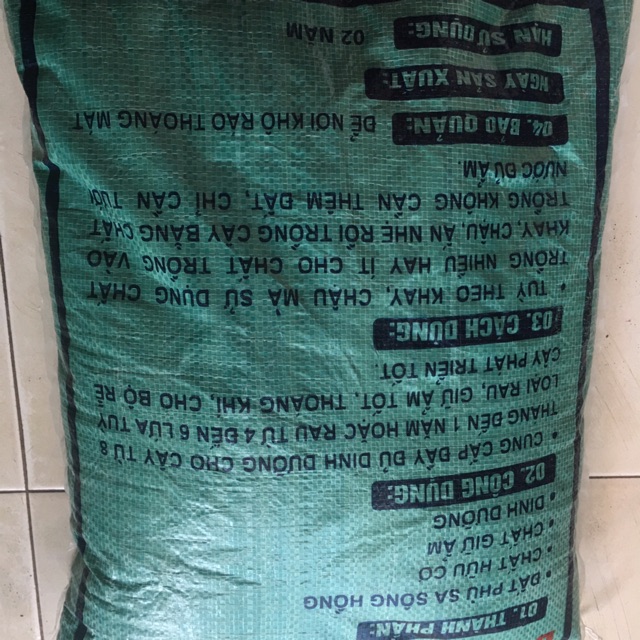 01. THÀNH PHẦN:
• ĐẤT PHÙ SA SÔNG HỒNG
• CHẤT HỮU CƠ
• CHẤT GIỮ ẨM
• DINH DƯỠNG
02. CÔNG DỤNG:
• CUNG CẤP ĐẦY ĐỦ DINH DƯỠNG CHO CÂY TỪ 8
THÁNG ĐẾN 1 NĂM HOẶC RAU TỪ 4 ĐẾN 6 LỨA TUỲ
LOẠI RAU, GIỮ ẨM TỐT, THOÁNG KHÍ, CHO BỘ RỄ
CÂY PHÁT TRIỂN TỐT.
03. CÁCH DÙNG:
• TUỲ THEO KHAY, CHẬU MÀ SỬ DỤNG CHẤT
TRỒNG NHIỀU HAY ÍT CHO CHẤT TRỒNG VÀO
KHAY, CHẬU, ẤN NHẸ RỒI TRỒNG CÂY BẰNG CHẤT
TRỒNG KHÔNG CẦN THÊM ĐẤT, CHỈ CẦN TƯỚI
NƯỚC ĐỦ ẨM.
04. BẢO QUẢN: ĐỂ NƠI KHÔ RÁO THOÁNG MÁT
NGÀY SẢN XUẤT:
HẠN SỬ DỤNG: 02 NĂM